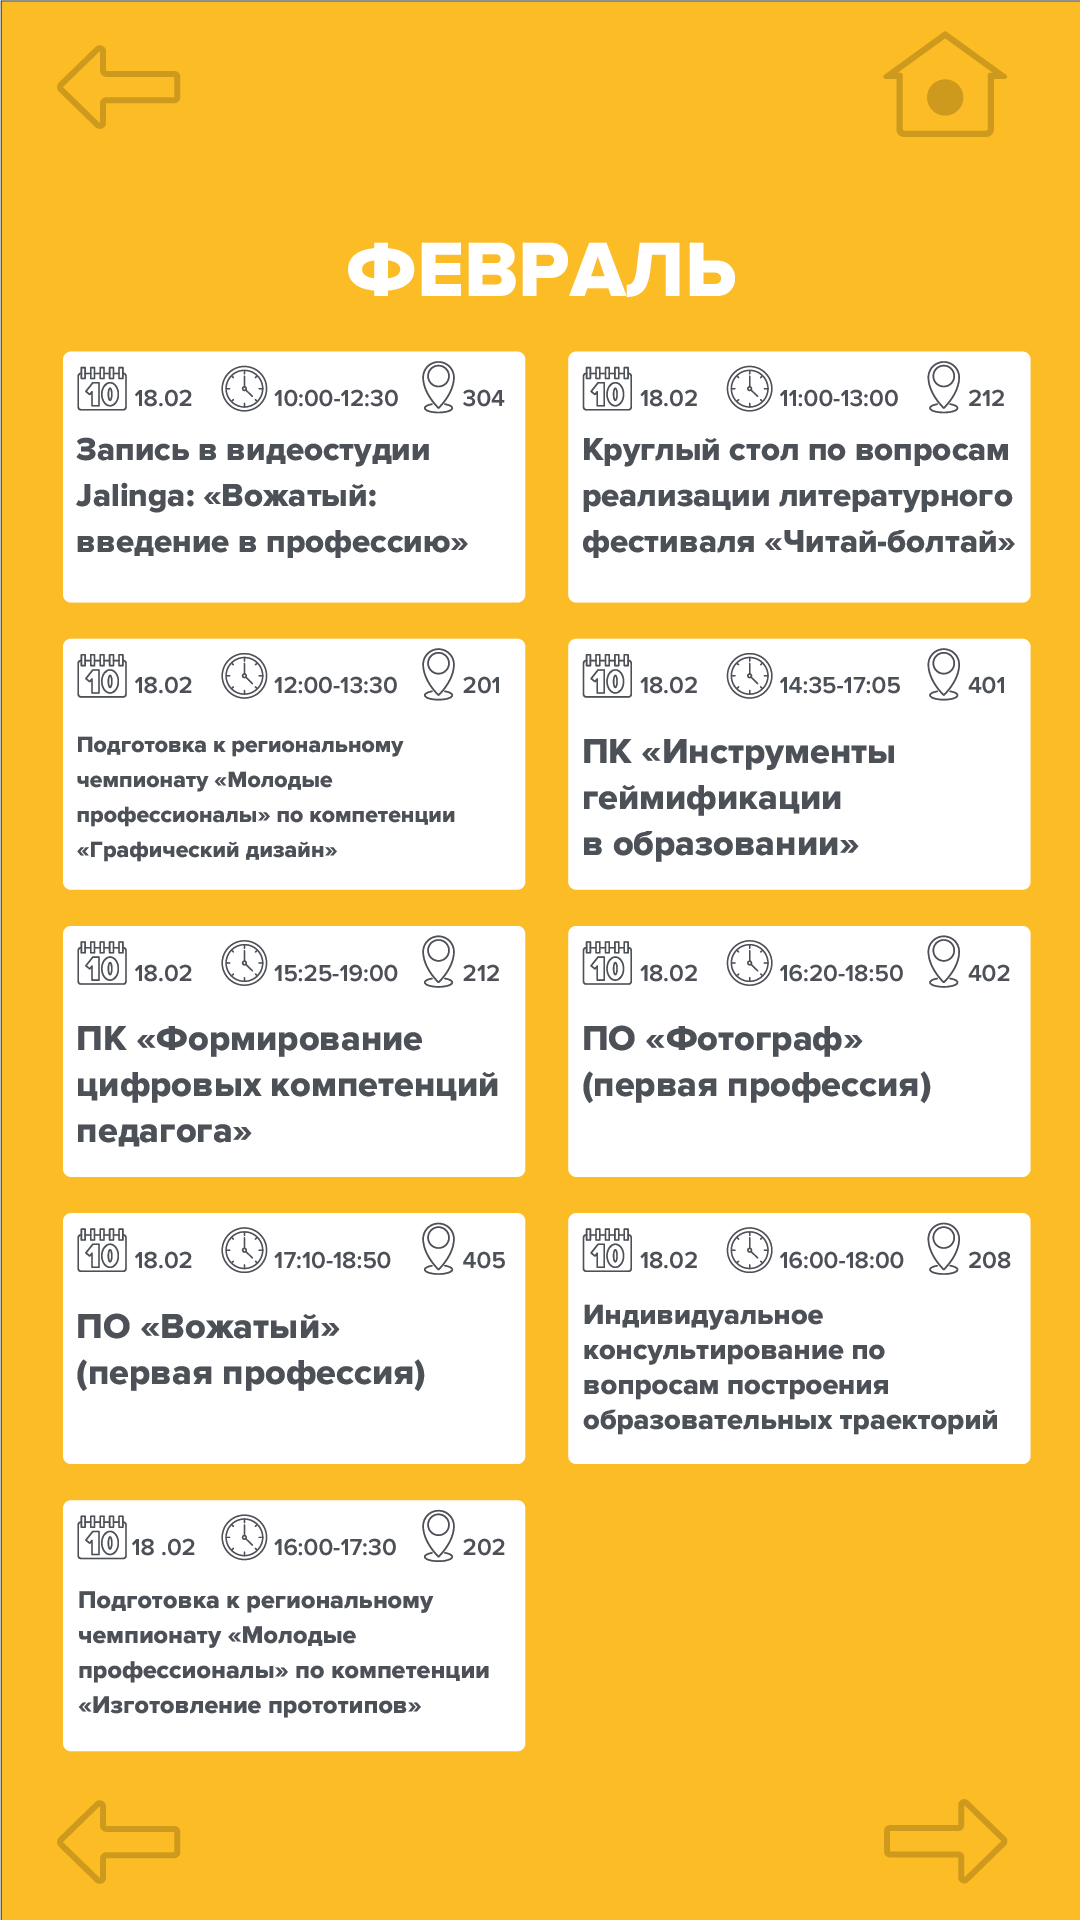 ФЕВРАЛЬ
10 18.02 10:00-12:30 304
Запись в видеостудии
Jalinga: «Вожатый:
введение в профессию»
10 18.02 11:00-13:00 212
Круглый стол по вопросам
реализации литературного
фестиваля «Читай-болтай»
10 18.02 12:00-13:30 201
Подготовка к региональному
чемпионату «Молодые
профессионалы» по компетенции
«Графический дизайн»
10 18.02 14:35-17:05 401
ПК «Инструменты
геймификации
в образовании»
10 18.02 15:25-19:00 212
ПК «Формирование
цифровых компетенций
педагога»
10 18.02 16:20-18:50 402
ПО «Фотограф»
(первая профессия)
10 18.02 17:10-18:50 405
ПО «Вожатый»
(первая профессия)
10 18.02 16:00-18:00 208
Индивидуальное
консультирование по
вопросам построения
образовательных траекторий
10 18 .02 16:00-17:30 202
Подготовка к региональному
чемпионату «Молодые
профессионалы» по компетенции
«Изготовление прототипов»